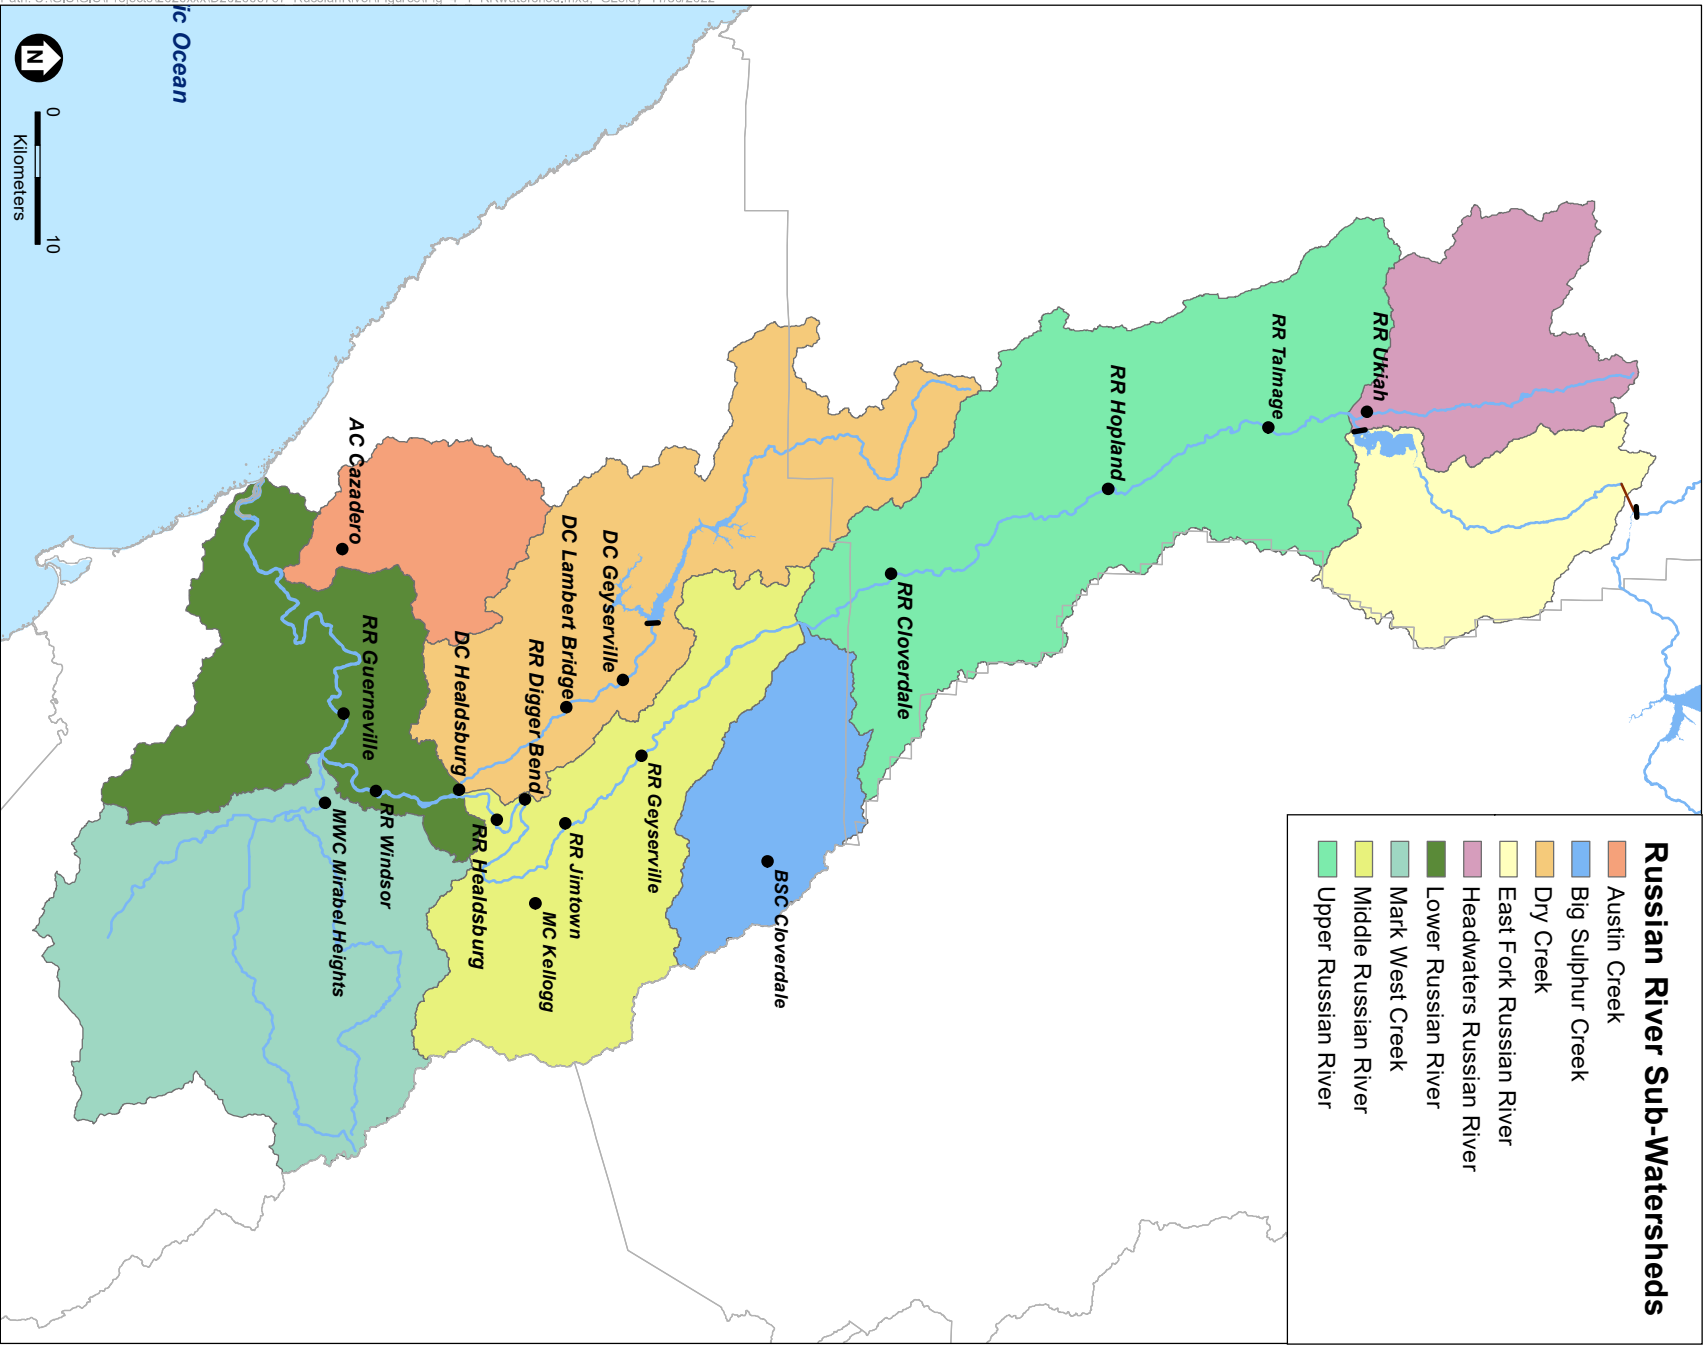 Russian River Sub-Watersheds
Austin Creek
Big Sulphur Creek
Dry Creek
East Fork Russian River
Headwaters Russian River
Lower Russian River
Mark West Creek
Middle Russian River
Upper Russian River
RR Ukiah
RR Talmage
RR Hopland
RR Cloverdale
BSC Cloverdale
RR Geyserville
DC Geyserville
DC Lambert Bridge
RR Jimtown
MC Kellogg
RR Digger Bend
RR Healdsburg
DC Healdsburg
RR Windsor
RR Guerneville
AC Cazadero
MWC Mirabel Heights
ic Ocean
N
0
10
Kilometers